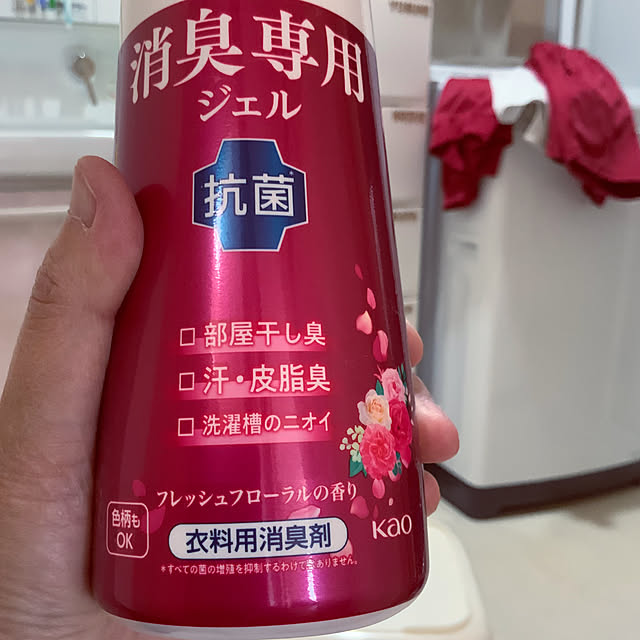 消臭専用
ジェル
抗菌*
□ 部屋干し臭
□ 汗・皮脂臭
□ 洗濯槽のニオイ
フレッシュフローラルの香り
色柄も
OK
衣料用消臭剤
Kao
*すべての菌の増殖を抑制するわけではありません。